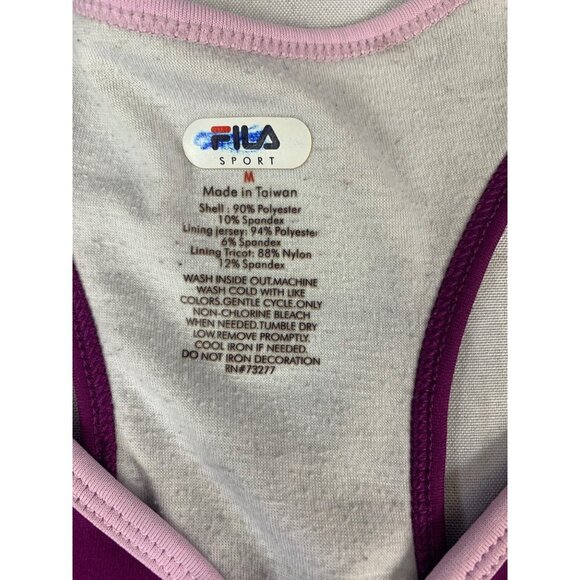 FILA
SPORT
M
Made in Taiwan
Shell : 90% Polyester
10% Spandex
Lining jersey: 94% Polyester
6% Spandex
Lining Tricot: 88% Nylon
12% Spandex
WASH INSIDE OUT.MACHINE
WASH COLD WITH LIKE
COLORS.GENTLE CYCLE.ONLY
NON-CHLORINE BLEACH
WHEN NEEDED.TUMBLE DRY
LOW.REMOVE PROMPTLY.
COOL IRON IF NEEDED.
DO NOT IRON DECORATION
RN#73277